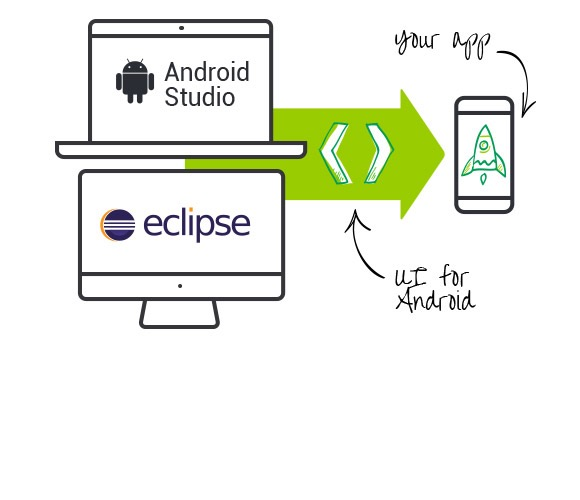 your app
Android
Studio
eclipse
UI for
Android